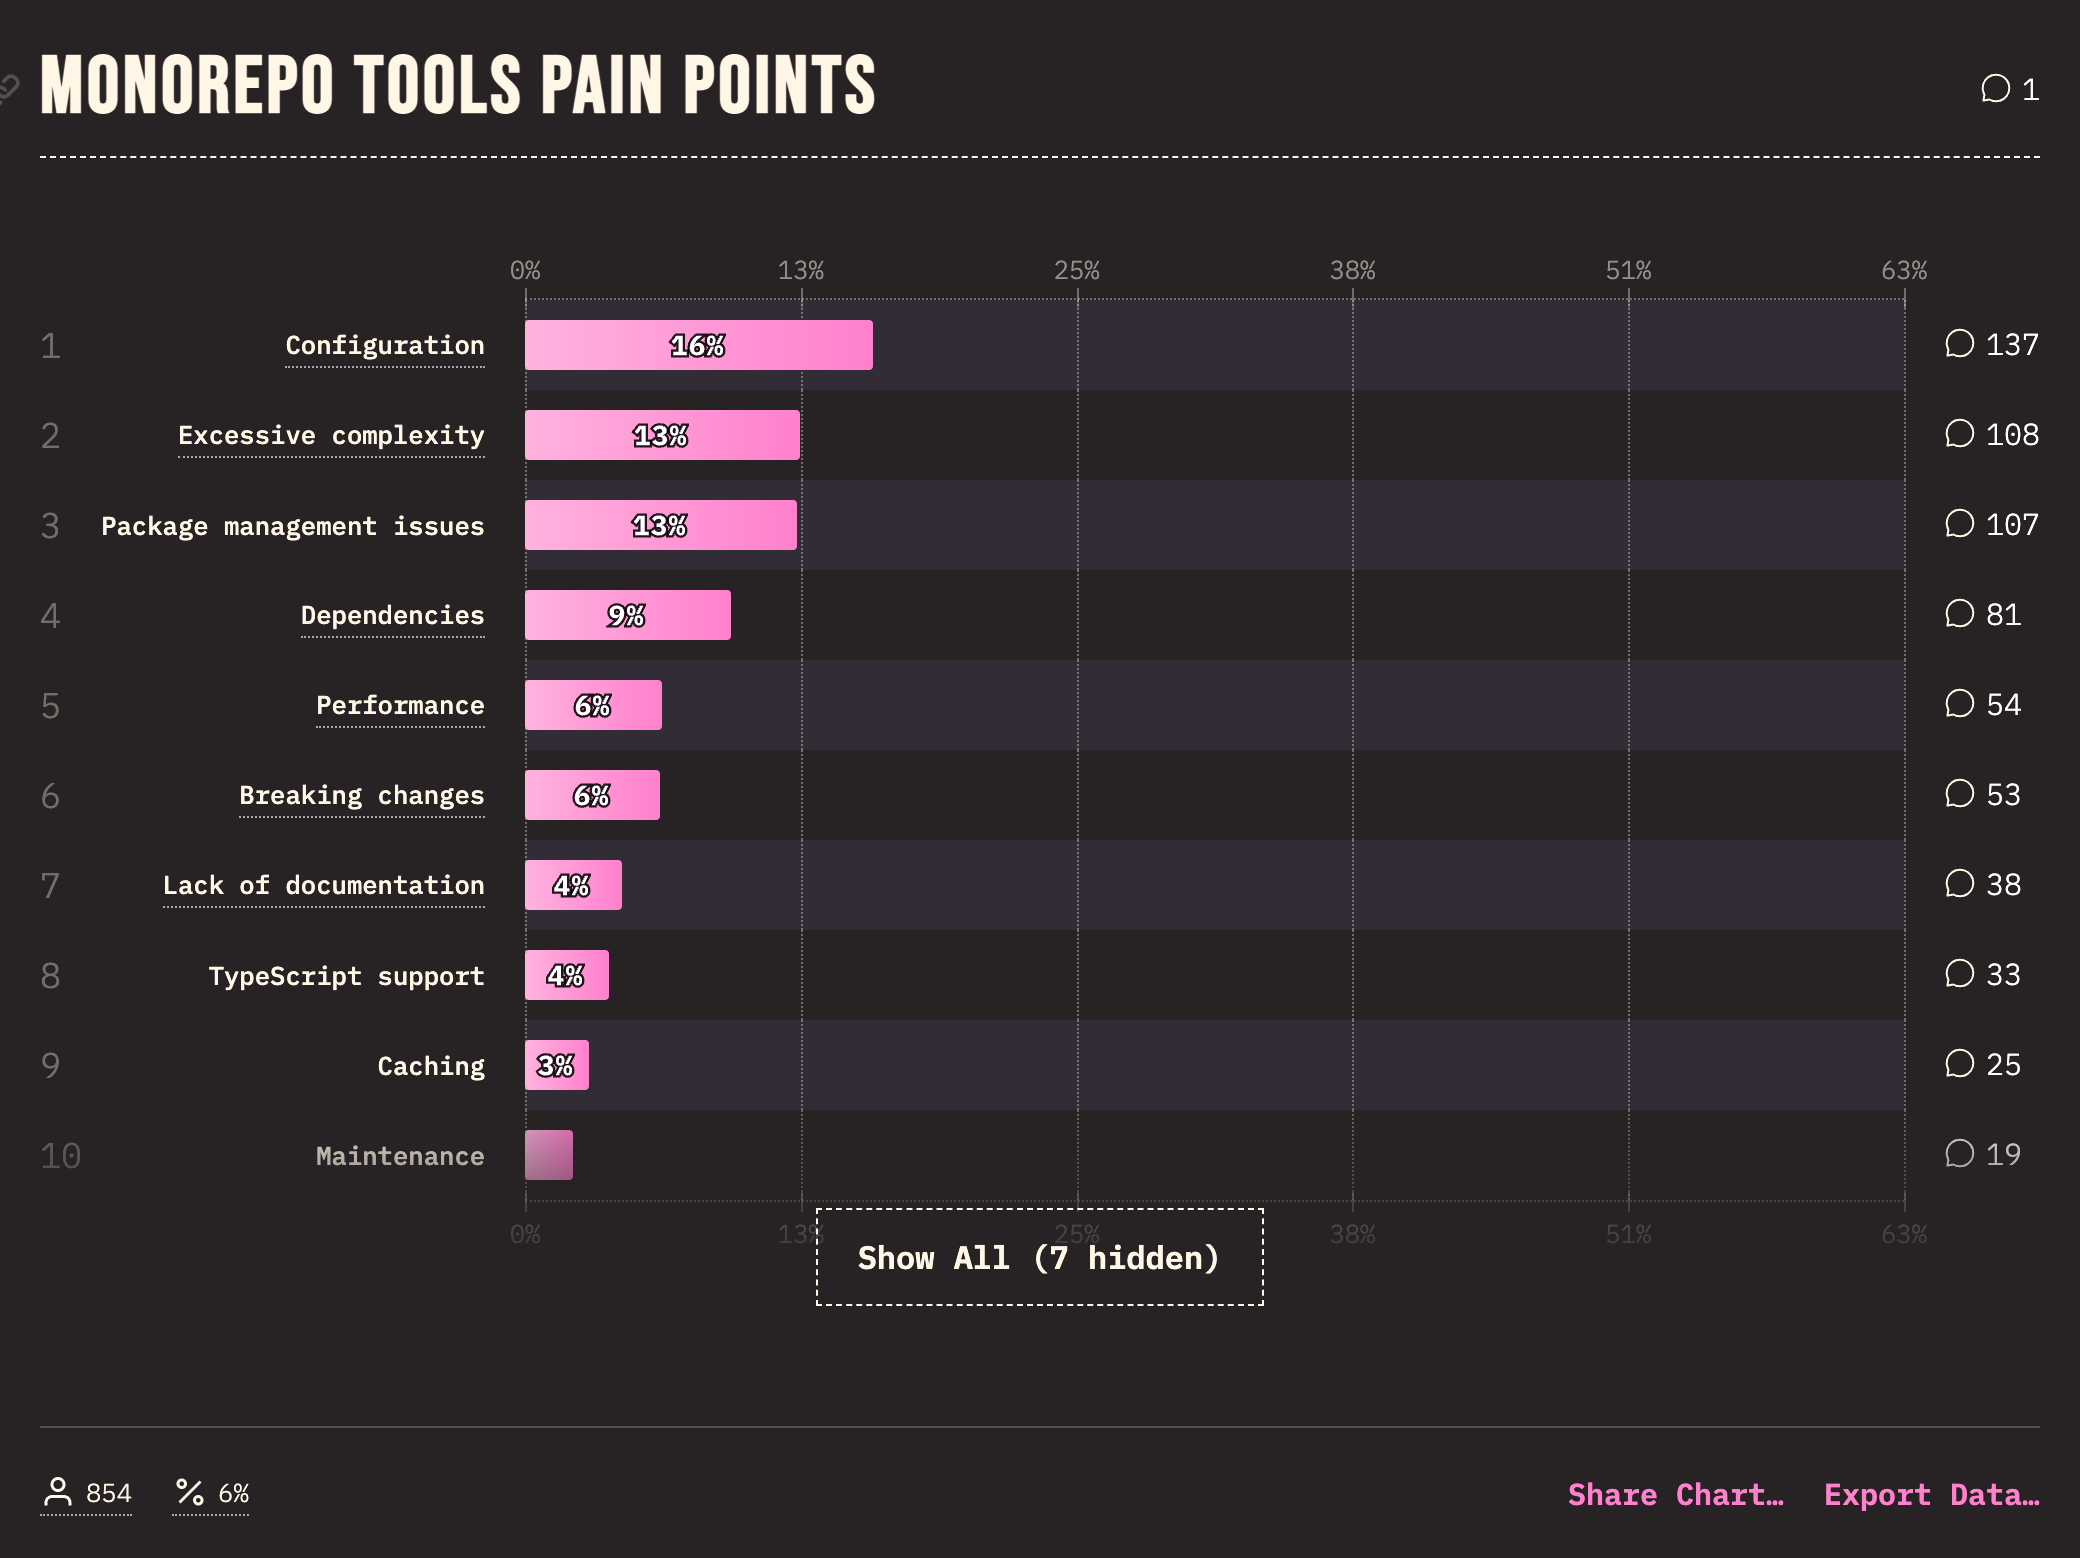 MONOREPO TOOLS PAIN POINTS 1
0% 13% 25% 38% 51% 63%
1 Configuration 16% 137
2 Excessive complexity 13% 108
3 Package management issues 13% 107
4 Dependencies 9% 81
5 Performance 6% 54
6 Breaking changes 6% 53
7 Lack of documentation 4% 38
8 TypeScript support 4% 33
9 Caching 3% 25
10 Maintenance 19
0% 13% 25% 38% 51% 63%
Show All (7 hidden)
854 % 6% Share Chart… Export Data…